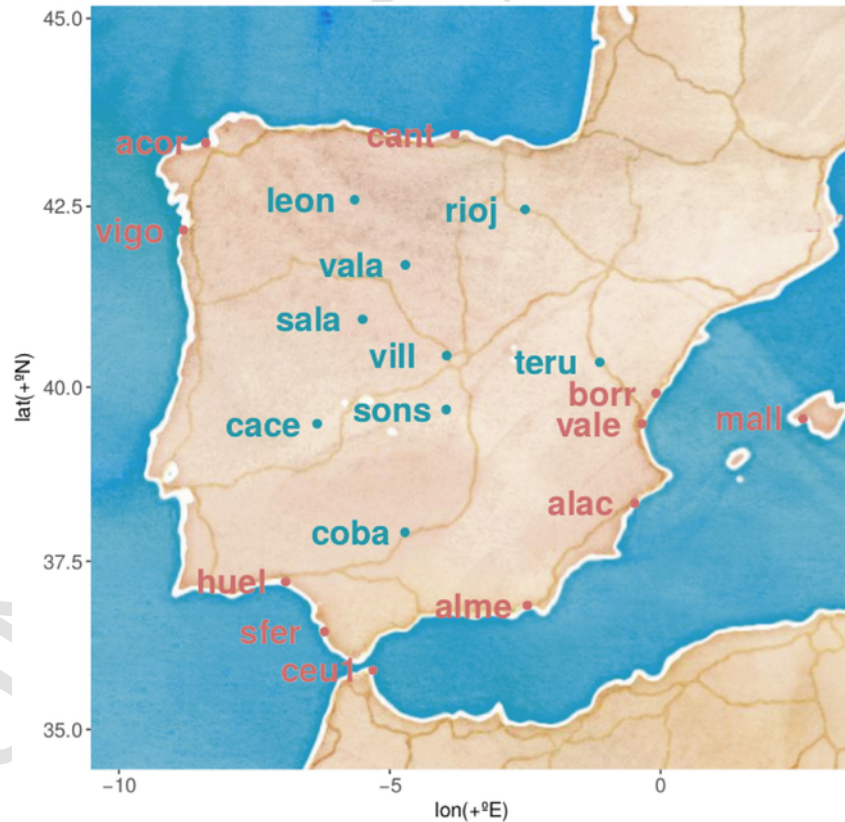 45.0
acor
cant
leon
rioj
42.5
vigo
vala
sala
vill
teru
40.0
borr
sons
mall
cace
vale
alac
coba
37.5
huel
alme
sfer
ceu1
35.0
lat(+ºN)
−10
−5
0
lon(+ºE)